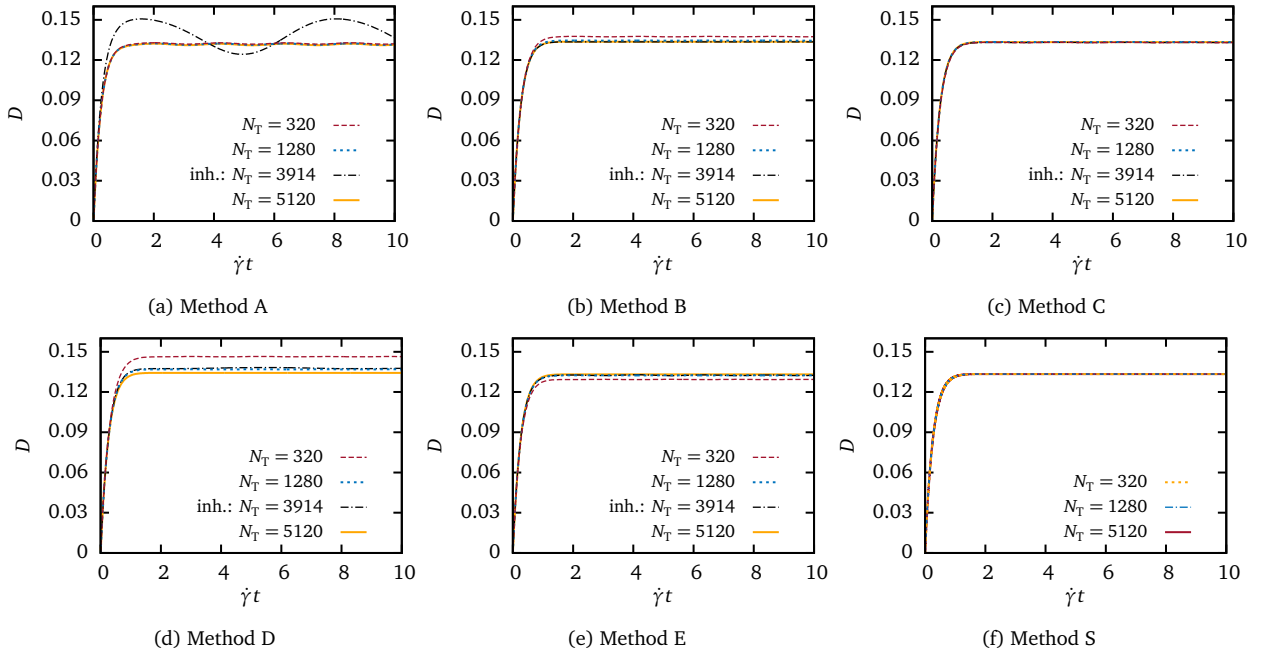 0.15
0.12
0.09
0.06
0.03
0
D
0 2 4 6 8 10
γ̇t
N_T = 320
N_T = 1280
inh.: N_T = 3914
N_T = 5120
(a) Method A
0.15
0.12
0.09
0.06
0.03
0
D
0 2 4 6 8 10
γ̇t
N_T = 320
N_T = 1280
inh.: N_T = 3914
N_T = 5120
(b) Method B
0.15
0.12
0.09
0.06
0.03
0
D
0 2 4 6 8 10
γ̇t
N_T = 320
N_T = 1280
inh.: N_T = 3914
N_T = 5120
(c) Method C
0.15
0.12
0.09
0.06
0.03
0
D
0 2 4 6 8 10
γ̇t
N_T = 320
N_T = 1280
inh.: N_T = 3914
N_T = 5120
(d) Method D
0.15
0.12
0.09
0.06
0.03
0
D
0 2 4 6 8 10
γ̇t
N_T = 320
N_T = 1280
inh.: N_T = 3914
N_T = 5120
(e) Method E
0.15
0.12
0.09
0.06
0.03
0
D
0 2 4 6 8 10
γ̇t
N_T = 320
N_T = 1280
N_T = 5120
(f) Method S